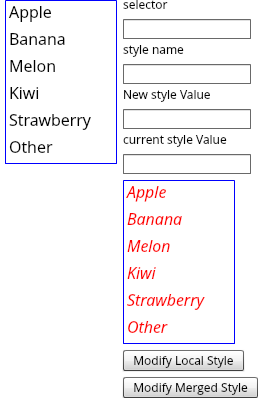 Apple
Banana
Melon
Kiwi
Strawberry
Other
selector
style name
New style Value
current style Value
Apple
Banana
Melon
Kiwi
Strawberry
Other
Modify Local Style
Modify Merged Style